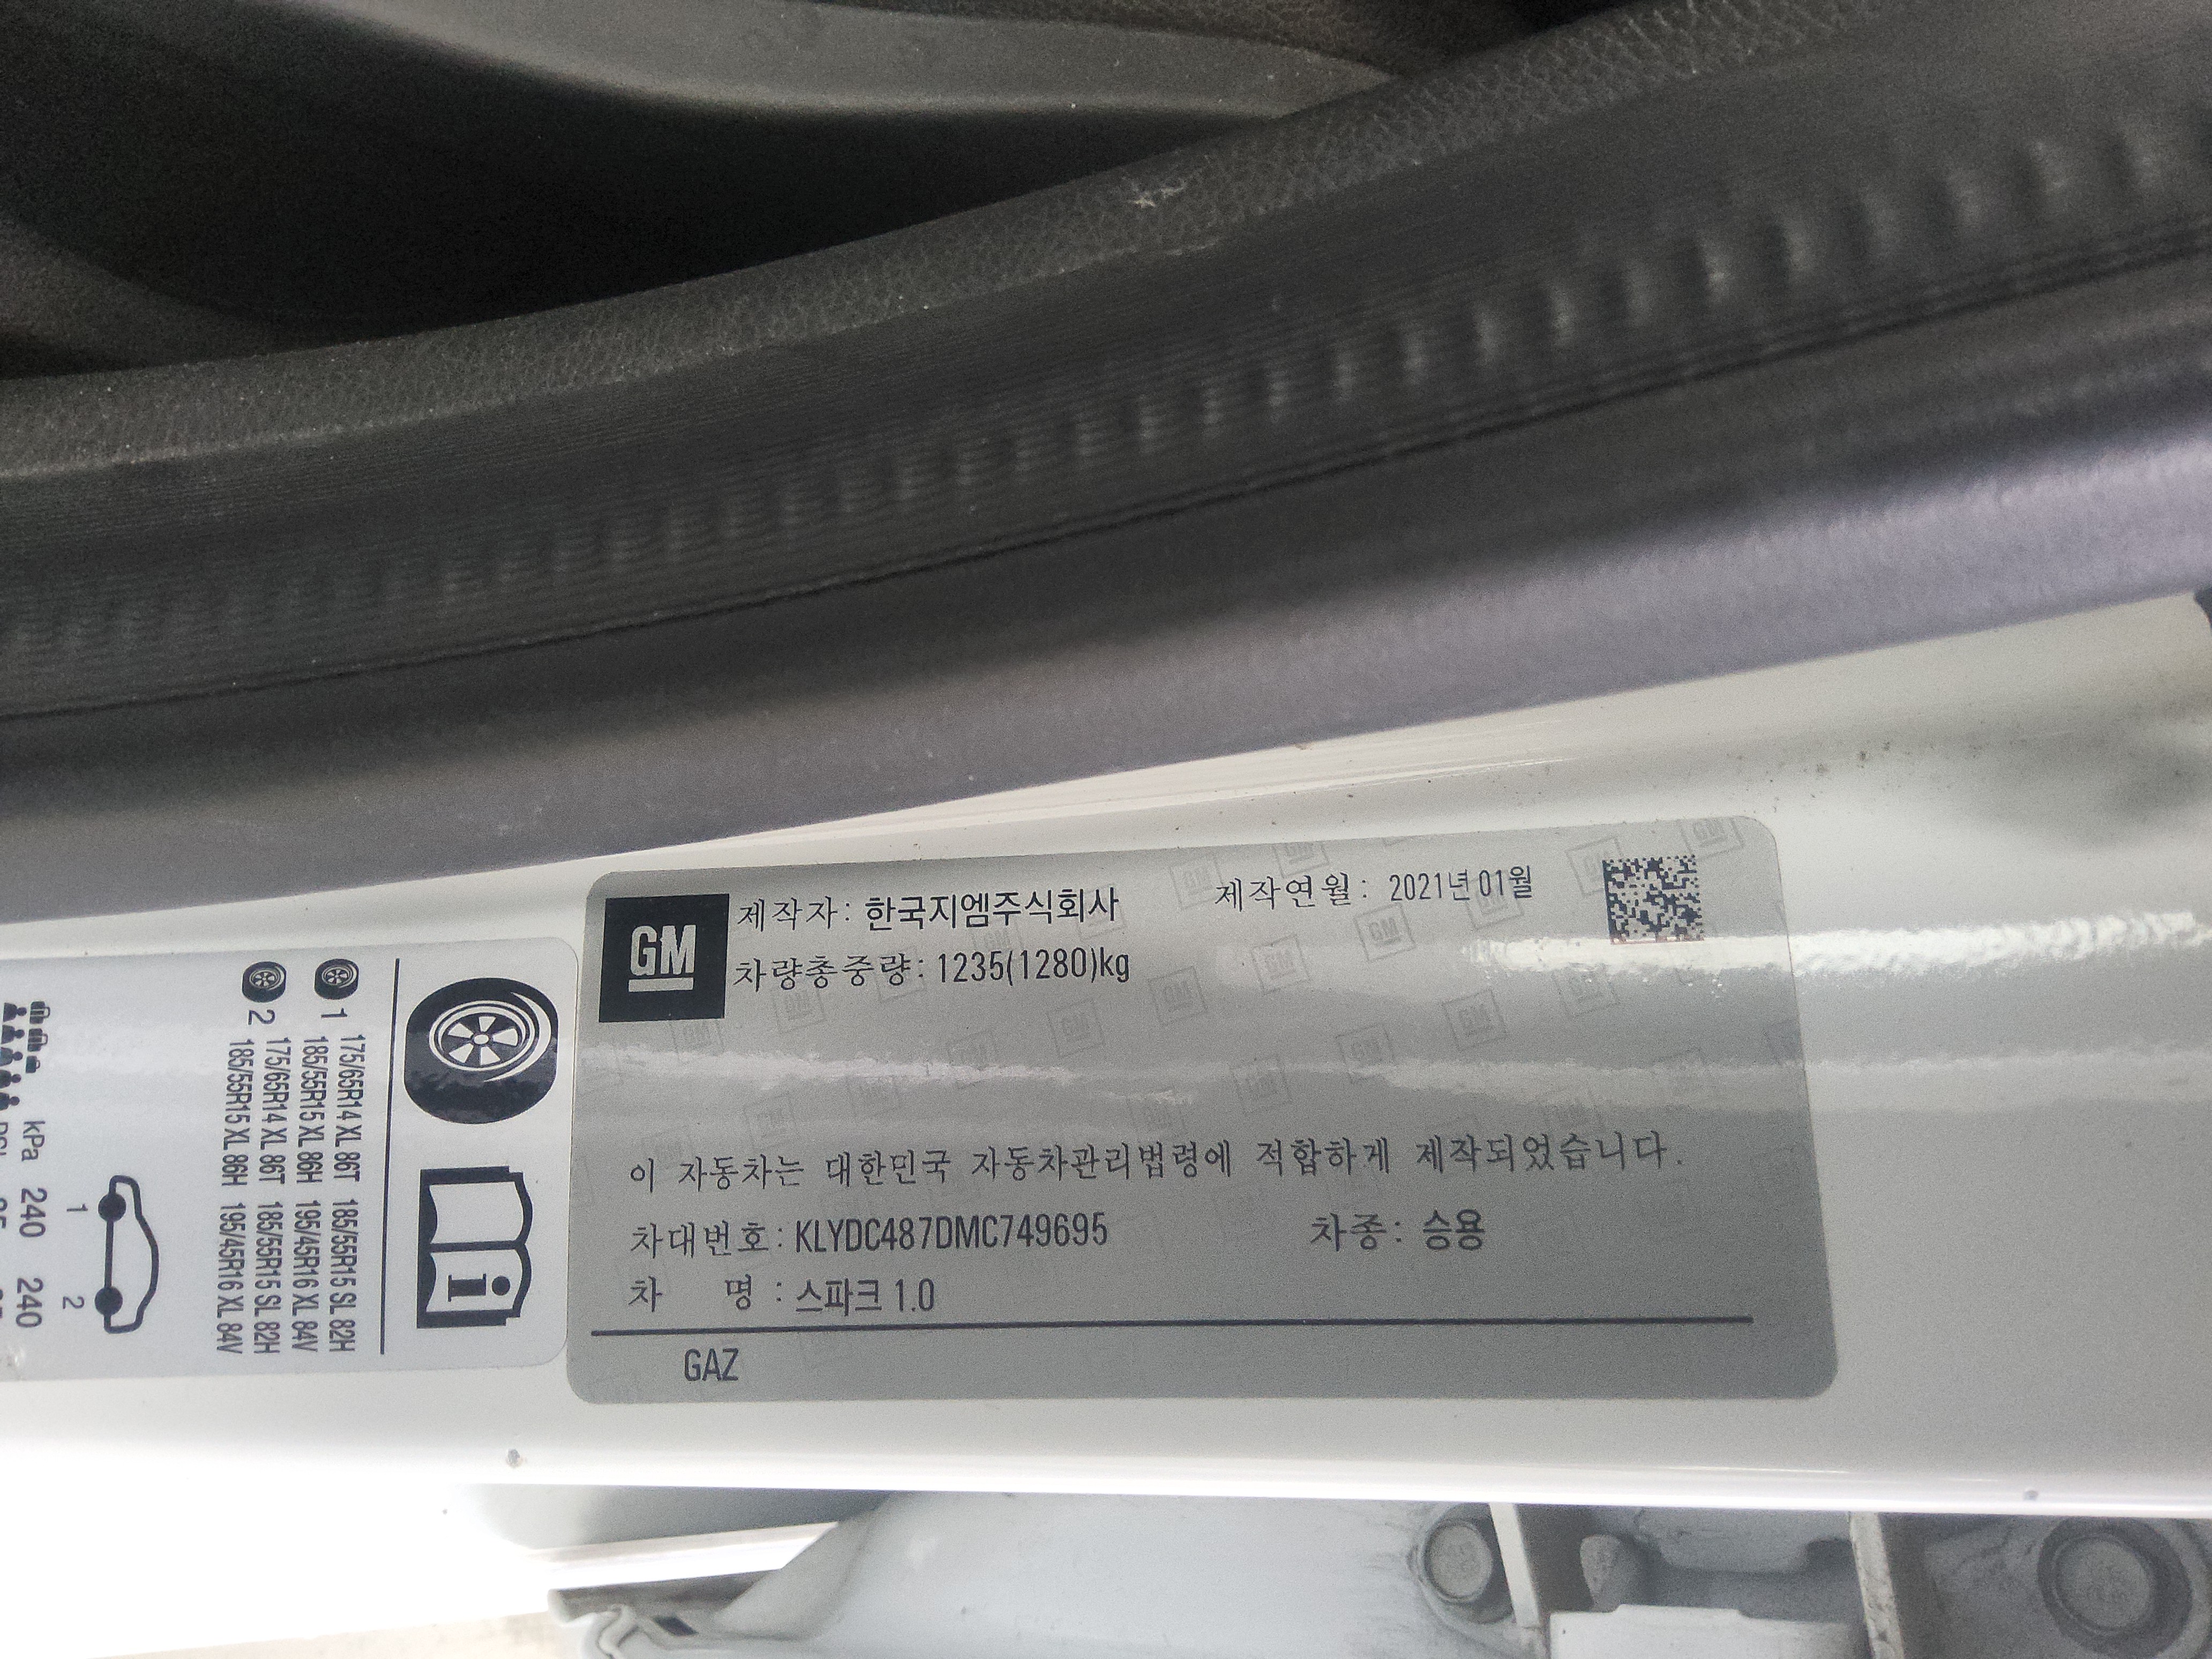 GM
제작자: 한국지엠주식회사 제작연월: 2021년 01월
차량총중량: 1235(1280)kg
이 자동차는 대한민국 자동차관리법령에 적합하게 제작되었습니다.
차대번호: KLYDC487DMC749695 차종: 승용
차 명 : 스파크 1.0
GAZ
1 175/65R14 XL 86T 185/55R15 SL 82H
185/55R15 XL 86H 195/45R16 XL 84V
2 175/65R14 XL 86T 185/55R15 SL 82H
185/55R15 XL 86H 195/45R16 XL 84V
1 2
kPa 240 240